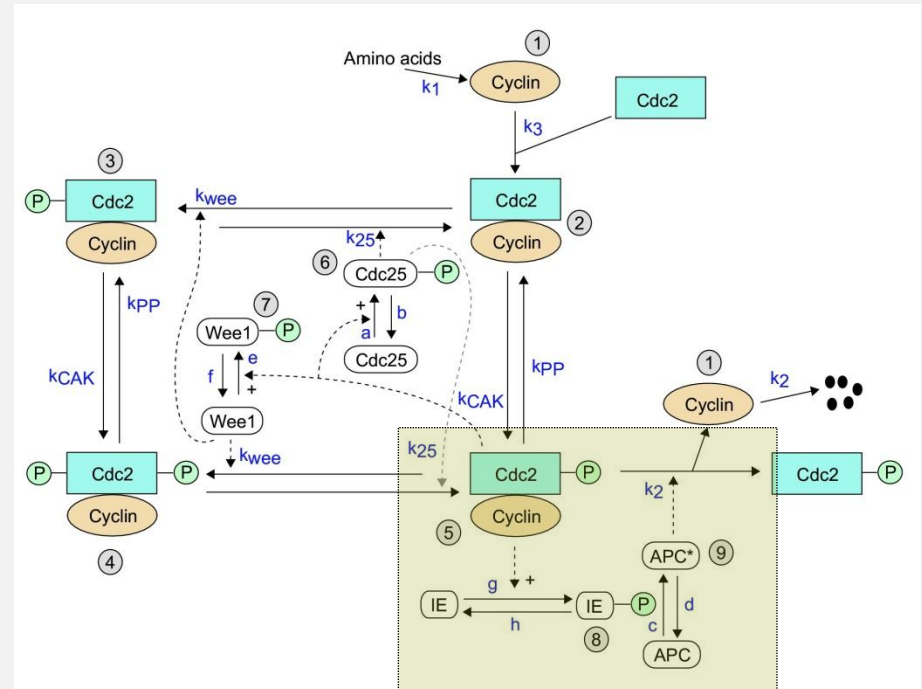 1
Amino acids
Cyclin
k1
Cdc2
k3
3
P
Cdc2
kwee
Cdc2
2
Cyclin
Cyclin
k25
6
Cdc25
P
7
+
b
kPP
Wee1
P
a
e
Cdc25
kPP
f
+
1
kCAK
k2
Wee1
kCAK
Cyclin
kwee
k25
P
Cdc2
P
Cdc2
P
Cdc2
P
k2
Cyclin
Cyclin
5
4
APC*
9
g
+
IE
IE
P
d
h
c
8
APC